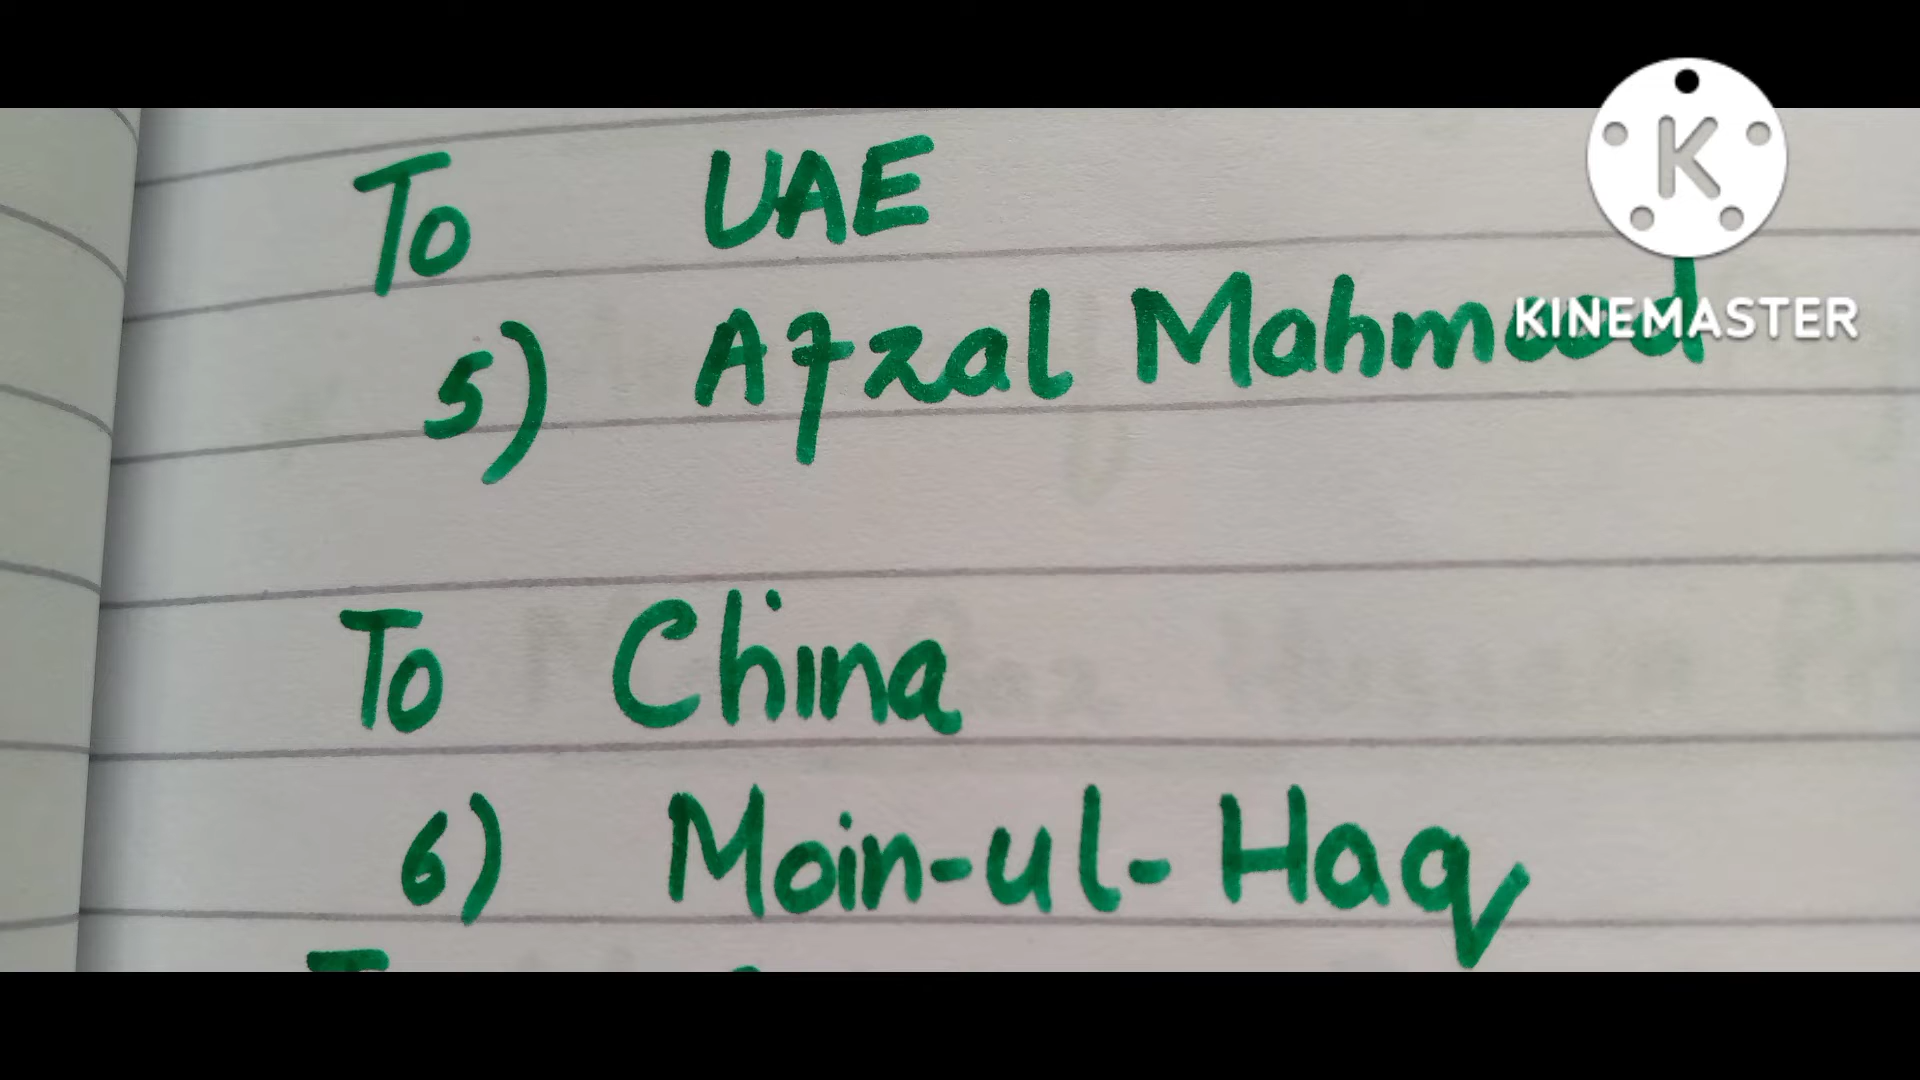 To UAE
5) Afzal Mahmood
To China
6) Moin-ul-Haq
K
KINEMASTER